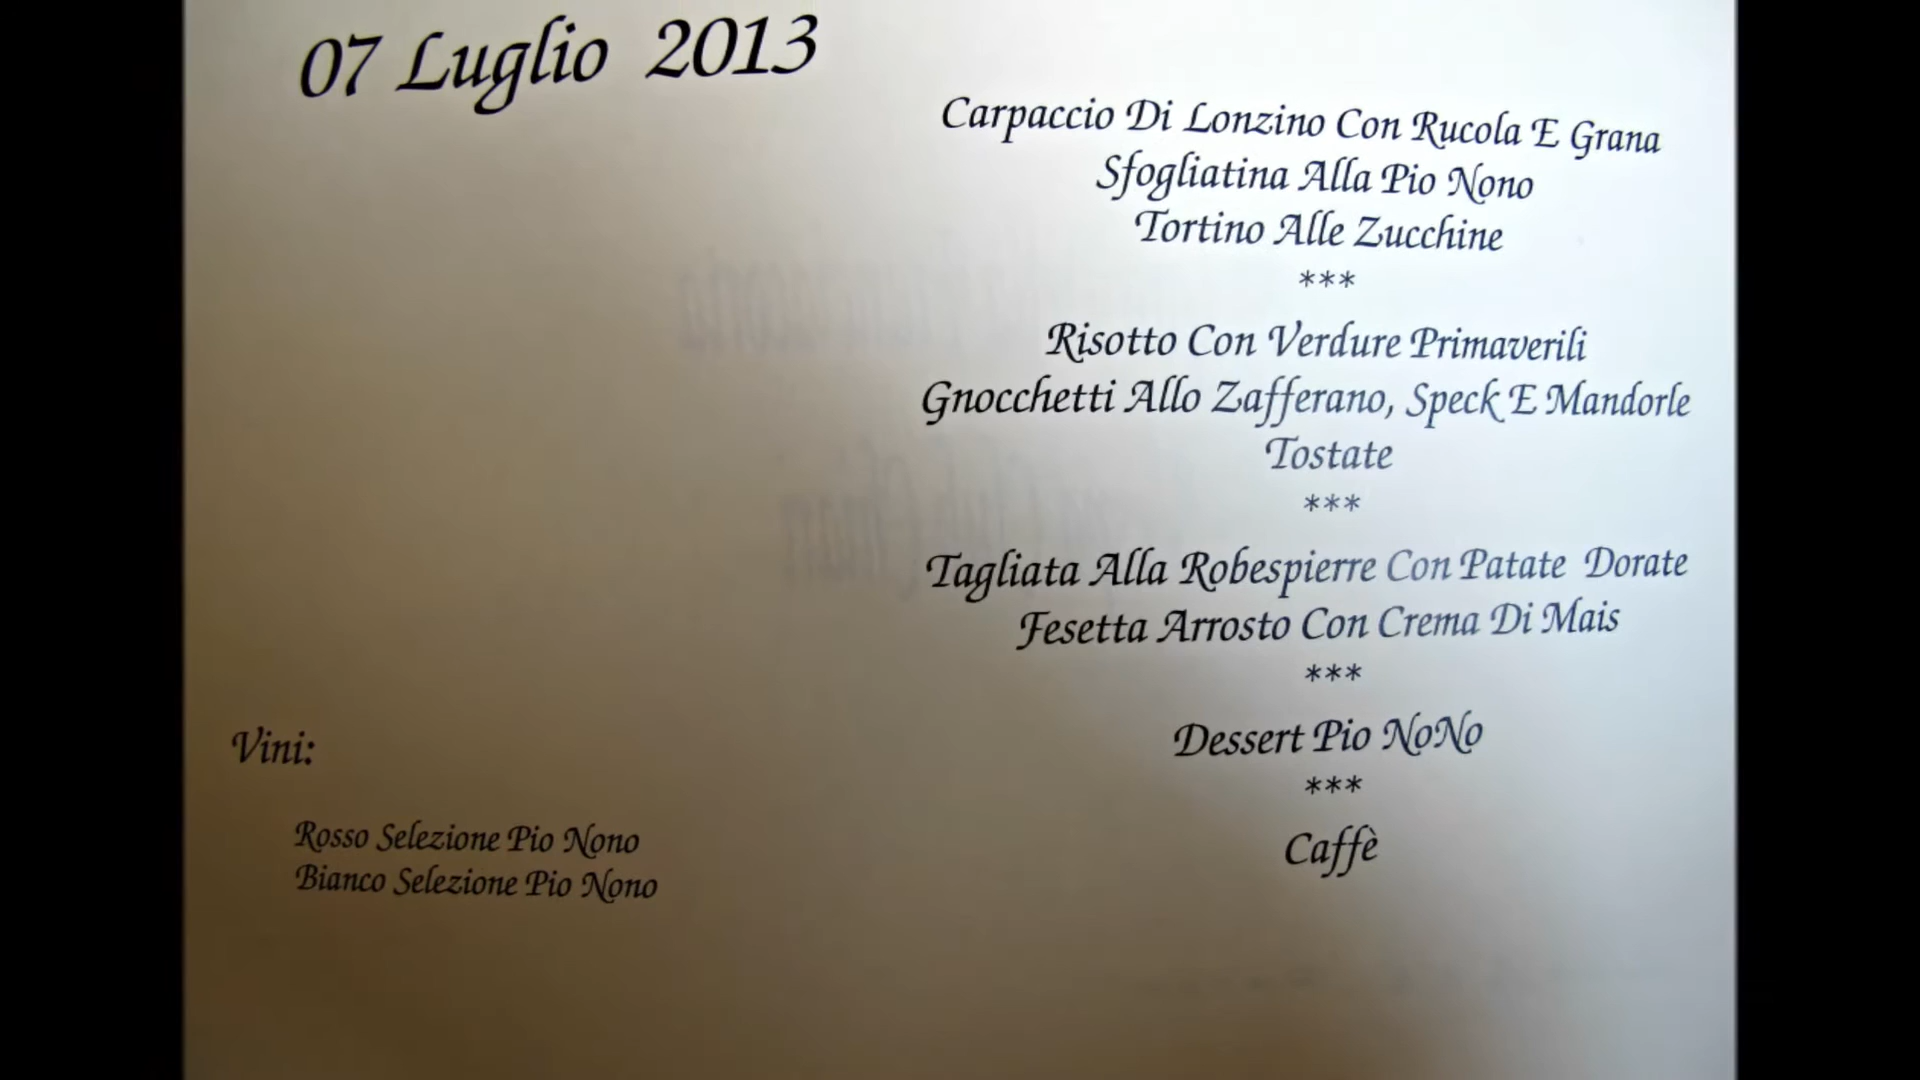 07 Luglio 2013
Carpaccio Di Lonzino Con Rucola E Grana
Sfogliatina Alla Pio Nono
Tortino Alle Zucchine
***
Risotto Con Verdure Primaverili
Gnocchetti Allo Zafferano, Speck E Mandorle
Tostate
***
Tagliata Alla Robespierre Con Patate Dorate
Fesetta Arrosto Con Crema Di Mais
***
Dessert Pio NoNo
***
Caffè
Vini:
Rosso Selezione Pio Nono
Bianco Selezione Pio Nono